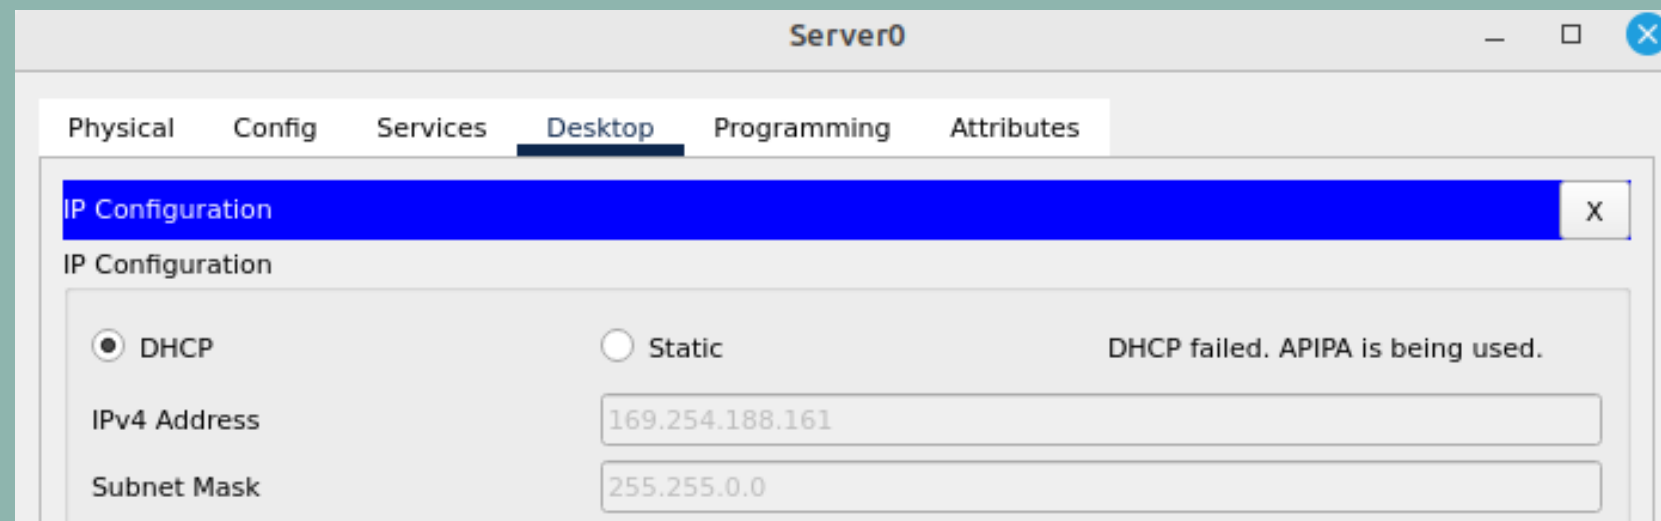 Server0
Physical Config Services Desktop Programming Attributes
IP Configuration X
IP Configuration
DHCP Static DHCP failed. APIPA is being used.
IPv4 Address 169.254.188.161
Subnet Mask 255.255.0.0